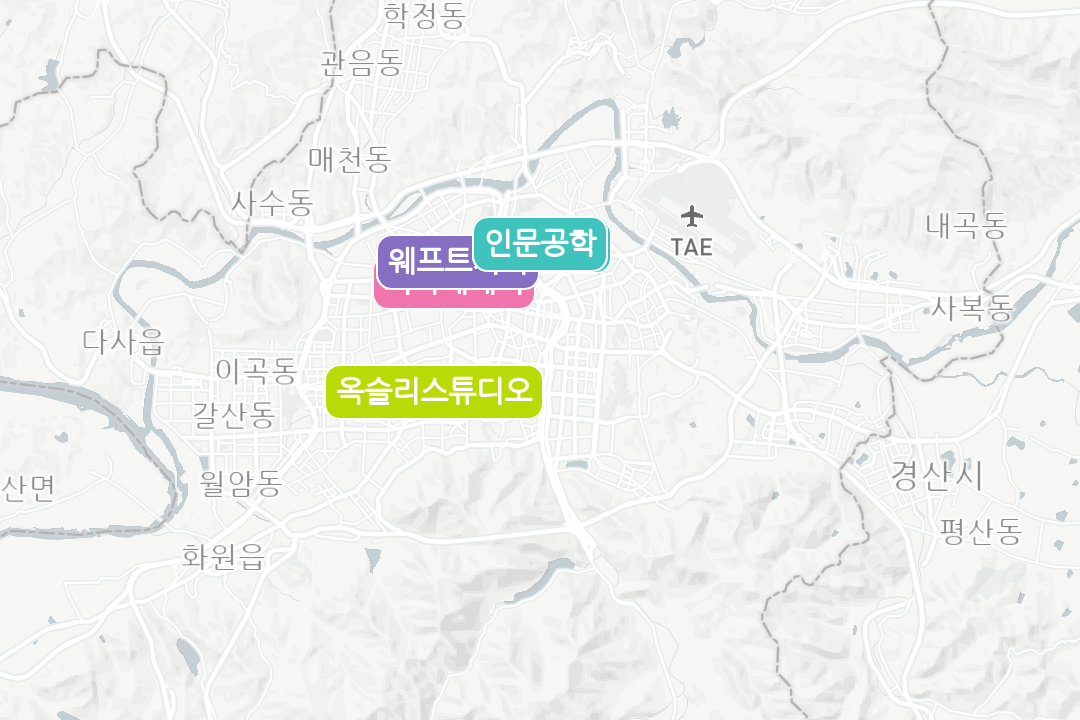 학정동
관음동
매천동
사수동
내곡동
인문공학
TAE
웨프트
사복동
다사읍
이곡동
옥슬리스튜디오
갈산동
산면
월암동
경산시
평산동
화원읍